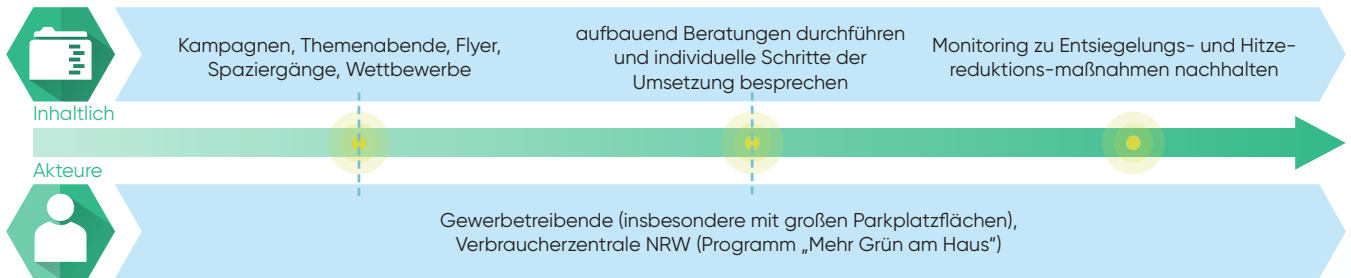 Kampagnen, Themenabende, Flyer,
Spaziergänge, Wettbewerbe
aufbauend Beratungen durchführen
und individuelle Schritte der
Umsetzung besprechen
Monitoring zu Entsiegelungs- und Hitze-
reduktions-maßnahmen nachhalten
Inhaltlich
Akteure
Gewerbetreibende (insbesondere mit großen Parkplatzflächen),
Verbraucherzentrale NRW (Programm „Mehr Grün am Haus“)